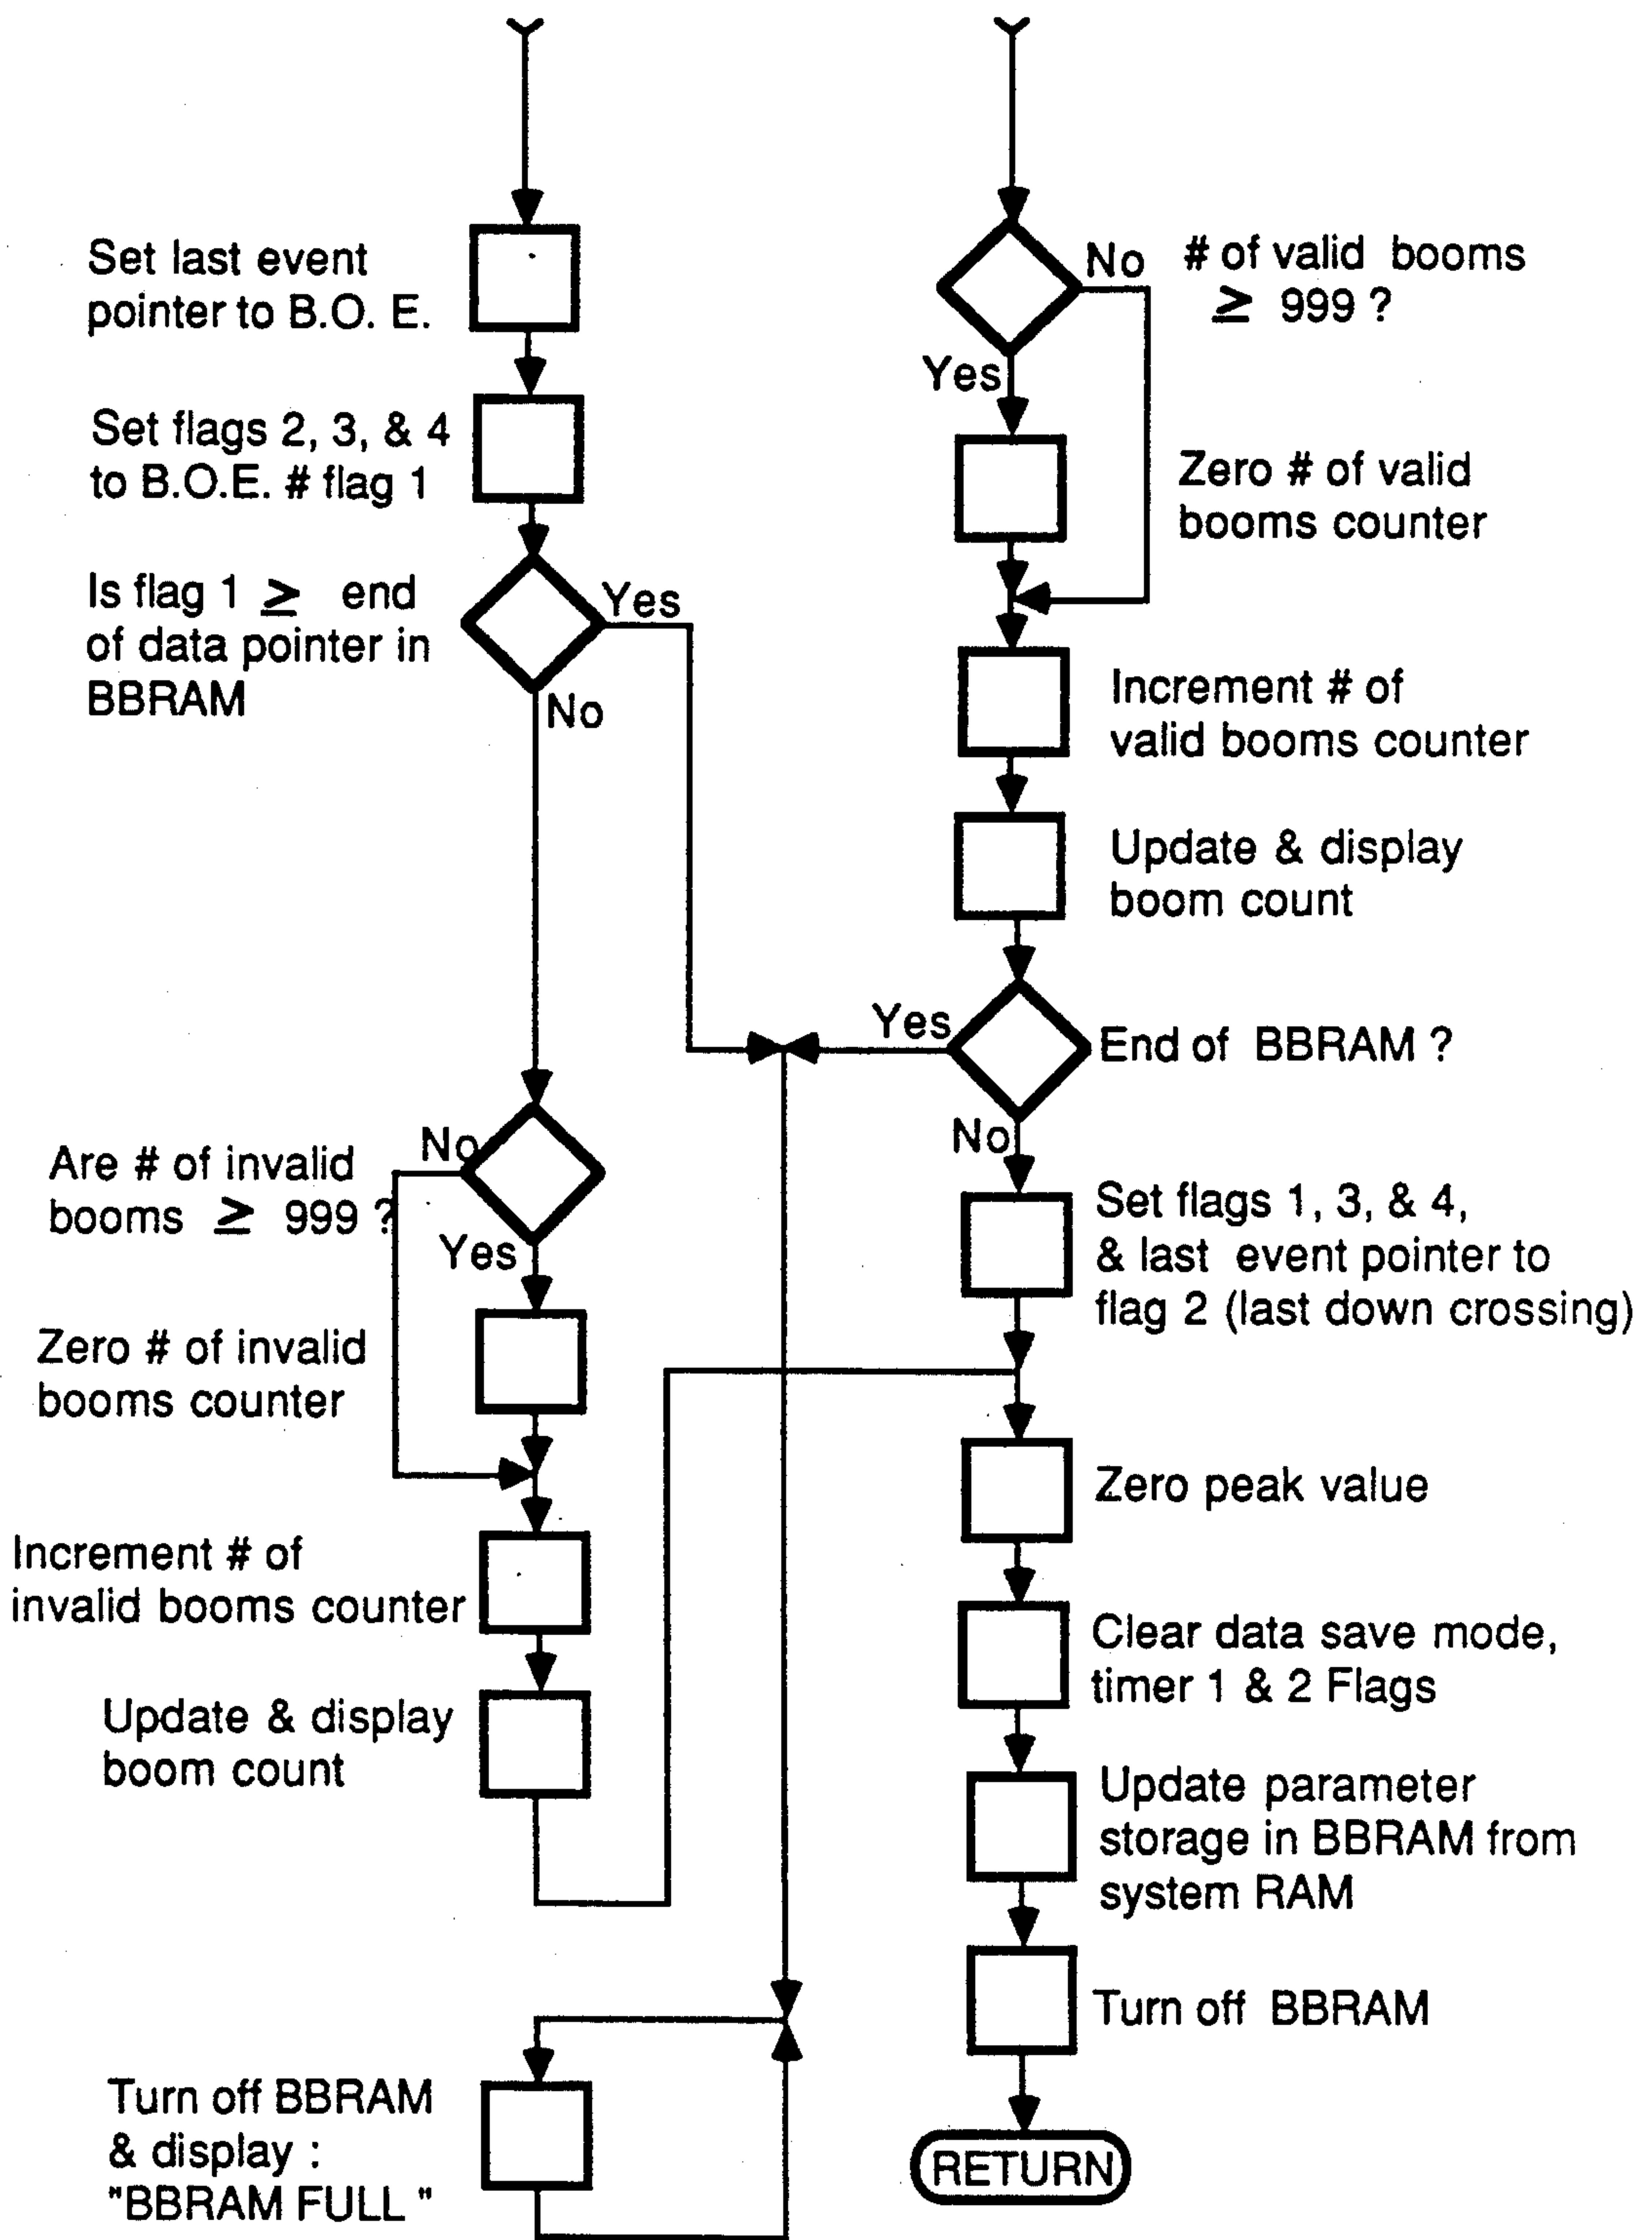 Set last event
pointer to B.O. E.
Set flags 2, 3, & 4
to B.O.E. # flag 1
Is flag 1 ≥ end
of data pointer in
BBRAM
Yes
No
Are # of invalid
booms ≥ 999 ?
No
Yes
Zero # of invalid
booms counter
Increment # of
invalid booms counter
Update & display
boom count
Turn off BBRAM
& display :
"BBRAM FULL "
No
# of valid booms
≥ 999 ?
Yes
Zero # of valid
booms counter
Increment # of
valid booms counter
Update & display
boom count
Yes
End of BBRAM ?
No
Set flags 1, 3, & 4,
& last event pointer to
flag 2 (last down crossing)
Zero peak value
Clear data save mode,
timer 1 & 2 Flags
Update parameter
storage in BBRAM from
system RAM
Turn off BBRAM
RETURN